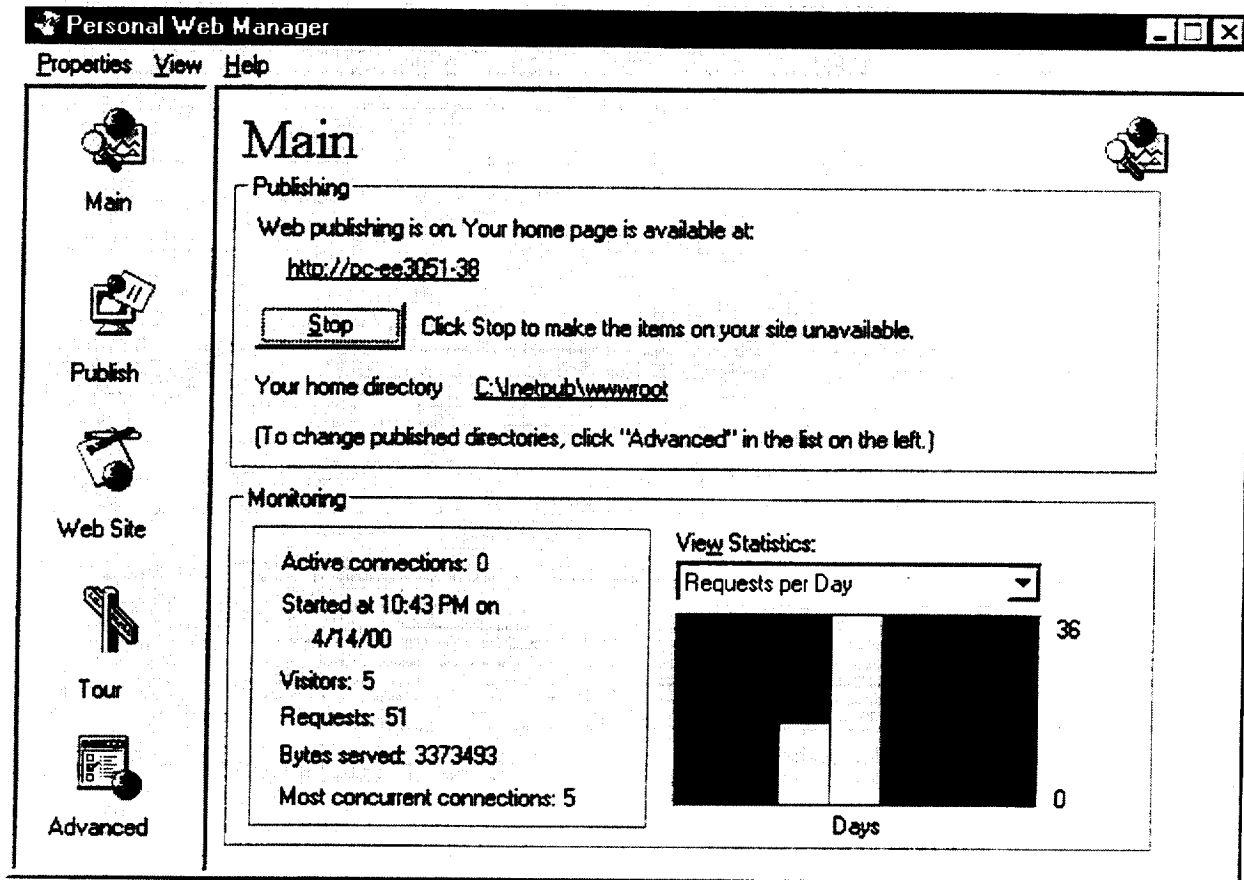 Personal Web Manager
Properties View Help
Main
Publish
Web Site
Tour
Advanced
Main
Publishing
Web publishing is on. Your home page is available at:
http://pc-ee3051-38
Stop Click Stop to make the items on your site unavailable.
Your home directory C:\Inetpub\wwwroot
(To change published directories, click "Advanced" in the list on the left.)
Monitoring
Active connections: 0
Started at 10:43 PM on
4/14/00
Visitors: 5
Requests: 51
Bytes served: 3373493
Most concurrent connections: 5
View Statistics:
Requests per Day
36
0
Days